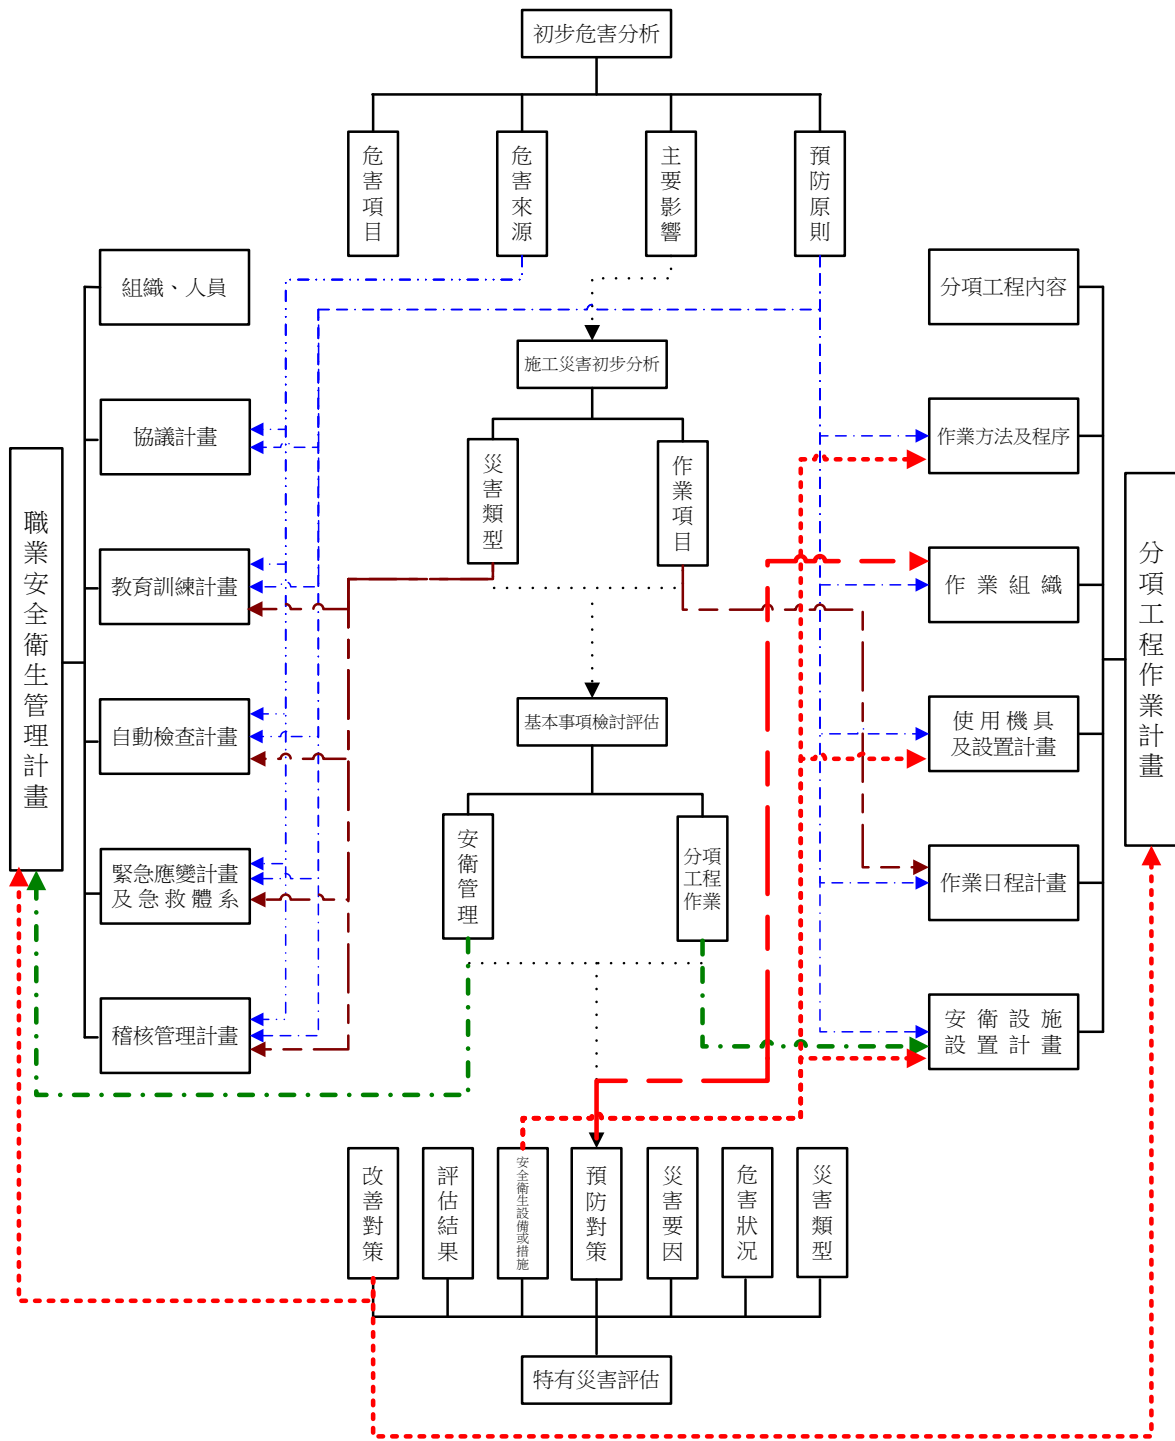 初步危害分析
危害項目
危害來源
主要影響
預防原則
組織、人員
分項工程內容
施工災害初步分析
協議計畫
作業方法及程序
災害類型
作業項目
職業安全衛生管理計畫
分項工程作業計畫
教育訓練計畫
作業組織
自動檢查計畫
基本事項檢討評估
使用機具
及設置計畫
安衛管理
分項
工程
作業
緊急應變計畫
及急救體系
作業日程計畫
稽核管理計畫
安衛設施
設置計畫
改善對策
評估結果
安全衛生設備或措施
預防對策
災害要因
危害狀況
災害類型
特有災害評估